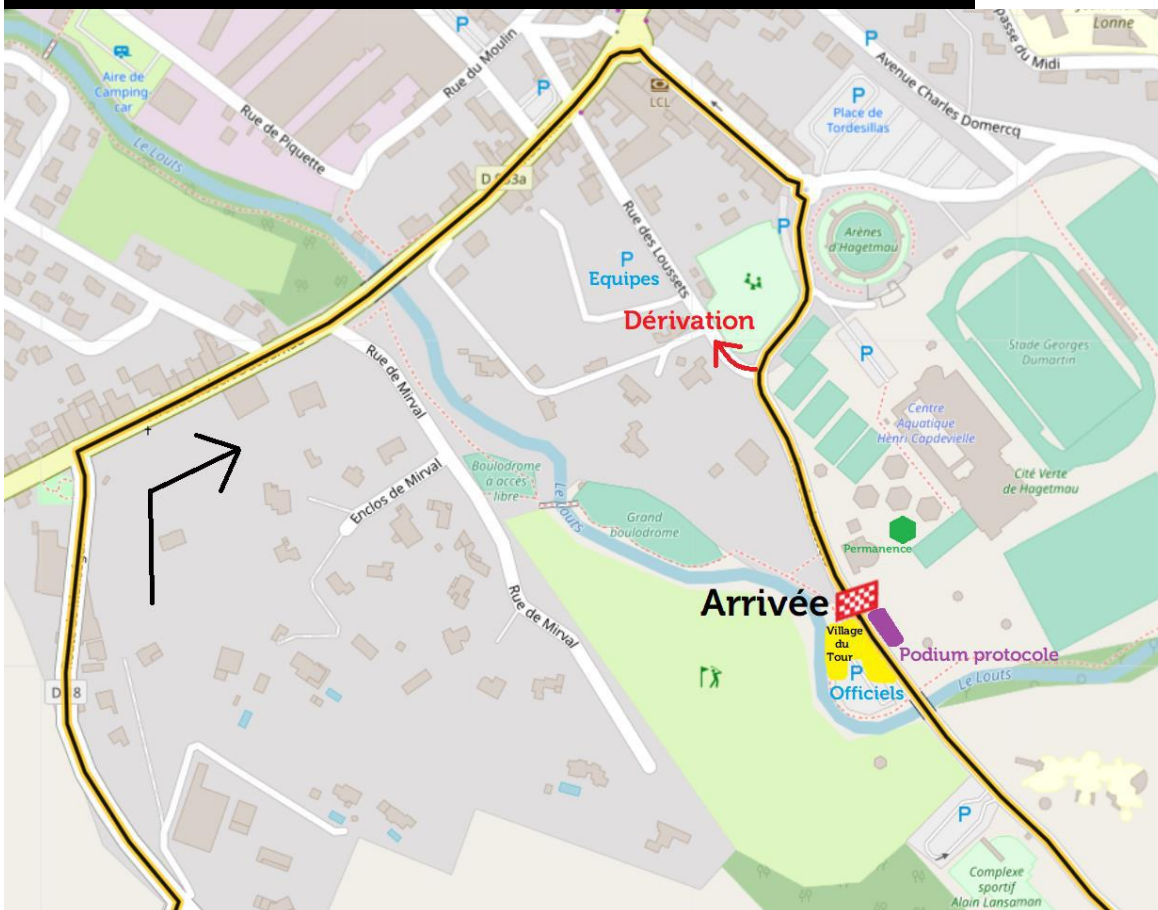 Lonne
P
P
Impasse du Midi
Aire de
Camping-
car
Rue du Moulin
P
LCL
Avenue Charles Domercq
P
Place de
Tordesillas
Rue de Piquette
Le Louts
Rue des Loussets
P
Equipes
P
Arènes
d'Hagetmau
Dérivation
Stade Georges
Dumartin
P
Rue de Mirval
Centre
Aquatique
Henri Capdevielle
Boulodrome
à accès
libre
Enclos de Mirval
Le Louts
Grand
boulodrome
Cité Verte
de Hagetmau
Permanence
Arrivée
Rue de Mirval
Village
du
Tour
Podium protocole
P
Officiels
Le Louts
P
Complexe
sportif
Alain Lansaman